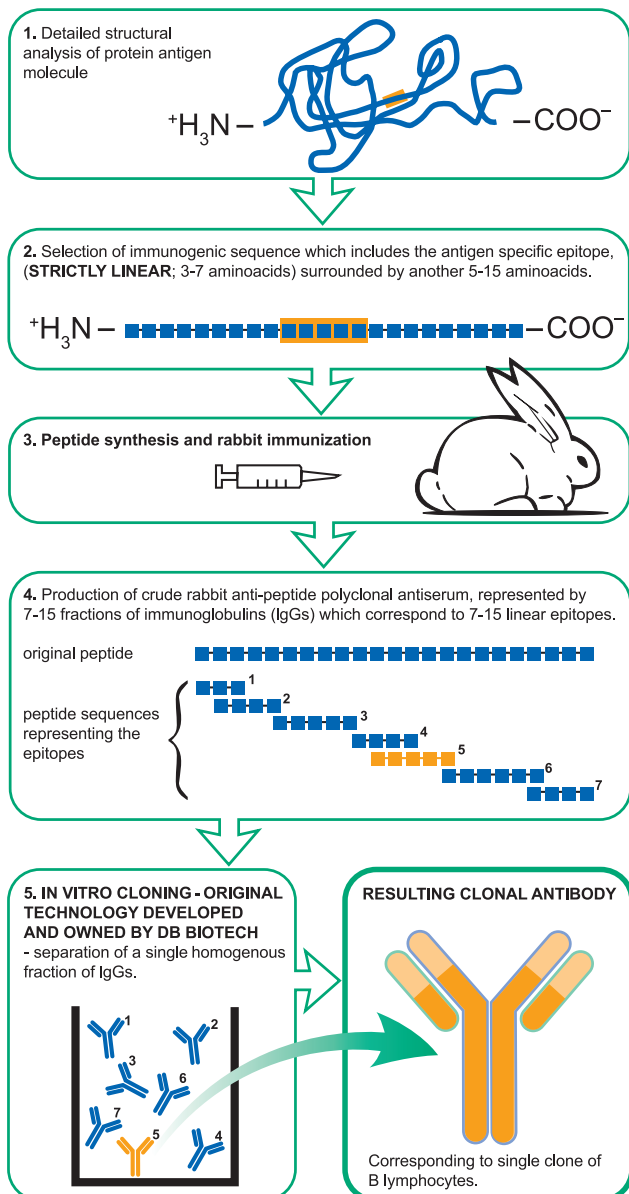 1. Detailed structural
analysis of protein antigen
molecule
⁺H₃N –
–COO⁻
2. Selection of immunogenic sequence which includes the antigen specific epitope,
(STRICTLY LINEAR; 3-7 aminoacids) surrounded by another 5-15 aminoacids.
⁺H₃N –
–COO⁻
3. Peptide synthesis and rabbit immunization
4. Production of crude rabbit anti-peptide polyclonal antiserum, represented by
7-15 fractions of immunoglobulins (IgGs) which correspond to 7-15 linear epitopes.
original peptide
peptide sequences
representing the
epitopes
1
2
3
4
5
6
7
5. IN VITRO CLONING - ORIGINAL
TECHNOLOGY DEVELOPED
AND OWNED BY DB BIOTECH
- separation of a single homogenous
fraction of IgGs.
1
2
3
6
7
5
4
RESULTING CLONAL ANTIBODY
Corresponding to single clone of
B lymphocytes.